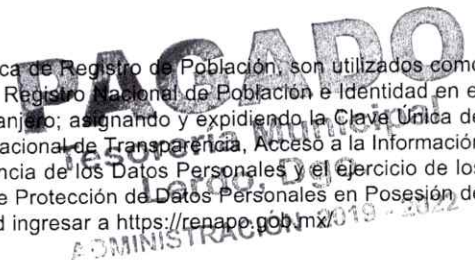 PAGADO
ca de Registro de Población, son utilizados como
Registro Nacional de Población e Identidad en e
anjero; asignando y expidiendo la Clave Única de
acional de Transparencia, Acceso a la Información
Tesorería Municipal
ncia de los Datos Personales y el ejercicio de los
Lerdo, Dgo
e Protección de Datos Personales en Posesión de
d ingresar a https://renapo.gob.mx/
ADMINISTRACIÓN 2019 - 2022